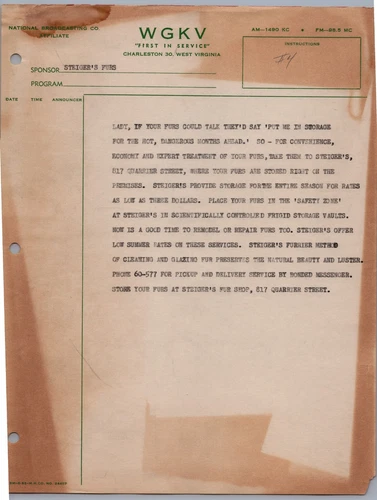 NATIONAL BROADCASTING CO.
AFFILIATE
WGKV
"FIRST IN SERVICE"
CHARLESTON 30, WEST VIRGINIA
AM—1490 KC • FM—98.5 MC
INSTRUCTIONS
SPONSOR STEIGER'S FURS
PROGRAM
DATE TIME ANNOUNCER
LADY, IF YOUR FURS COULD TALK THEY'D SAY 'PUT ME IN STORAGE
FOR THE HOT, DANGEROUS MONTHS AHEAD.' SO - FOR CONVENIENCE,
ECONOMY AND EXPERT TREATMENT OF YOUR FURS, TAKE THEM TO STEIGER'S,
817 QUARRIER STREET, WHERE YOUR FURS ARE STORED RIGHT ON THE
PREMISES. STEIGER'S PROVIDE STORAGE FOR THE ENTIRE SEASON FOR RATES
AS LOW AS THREE DOLLARS. PLACE YOUR FURS IN THE 'SAFETY ZONE'
AT STEIGER'S IN SCIENTIFICALLY CONTROLLED FRIGID STORAGE VAULTS.
NOW IS A GOOD TIME TO REMODEL OR REPAIR FURS TOO. STEIGER'S OFFER
LOW SUMMER RATES ON THESE SERVICES. STEIGER'S FURRIER METHOD
OF CLEANING AND GLAZING FUR PRESERVES THE NATURAL BEAUTY AND LUSTER.
PHONE 60-577 FOR PICKUP AND DELIVERY SERVICE BY BONDED MESSENGER.
STORE YOUR FURS AT STEIGER'S FUR SHOP, 817 QUARRIER STREET.